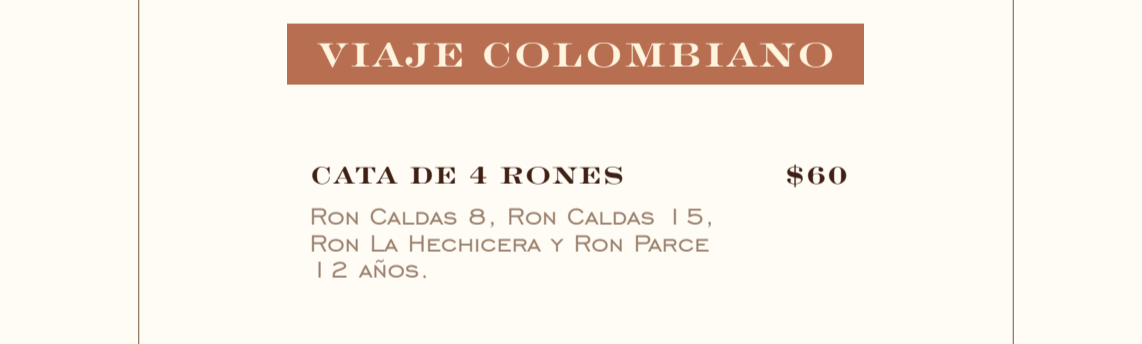 VIAJE COLOMBIANO
CATA DE 4 RONES $60
Ron Caldas 8, Ron Caldas 15,
Ron La Hechicera y Ron Parce
12 años.